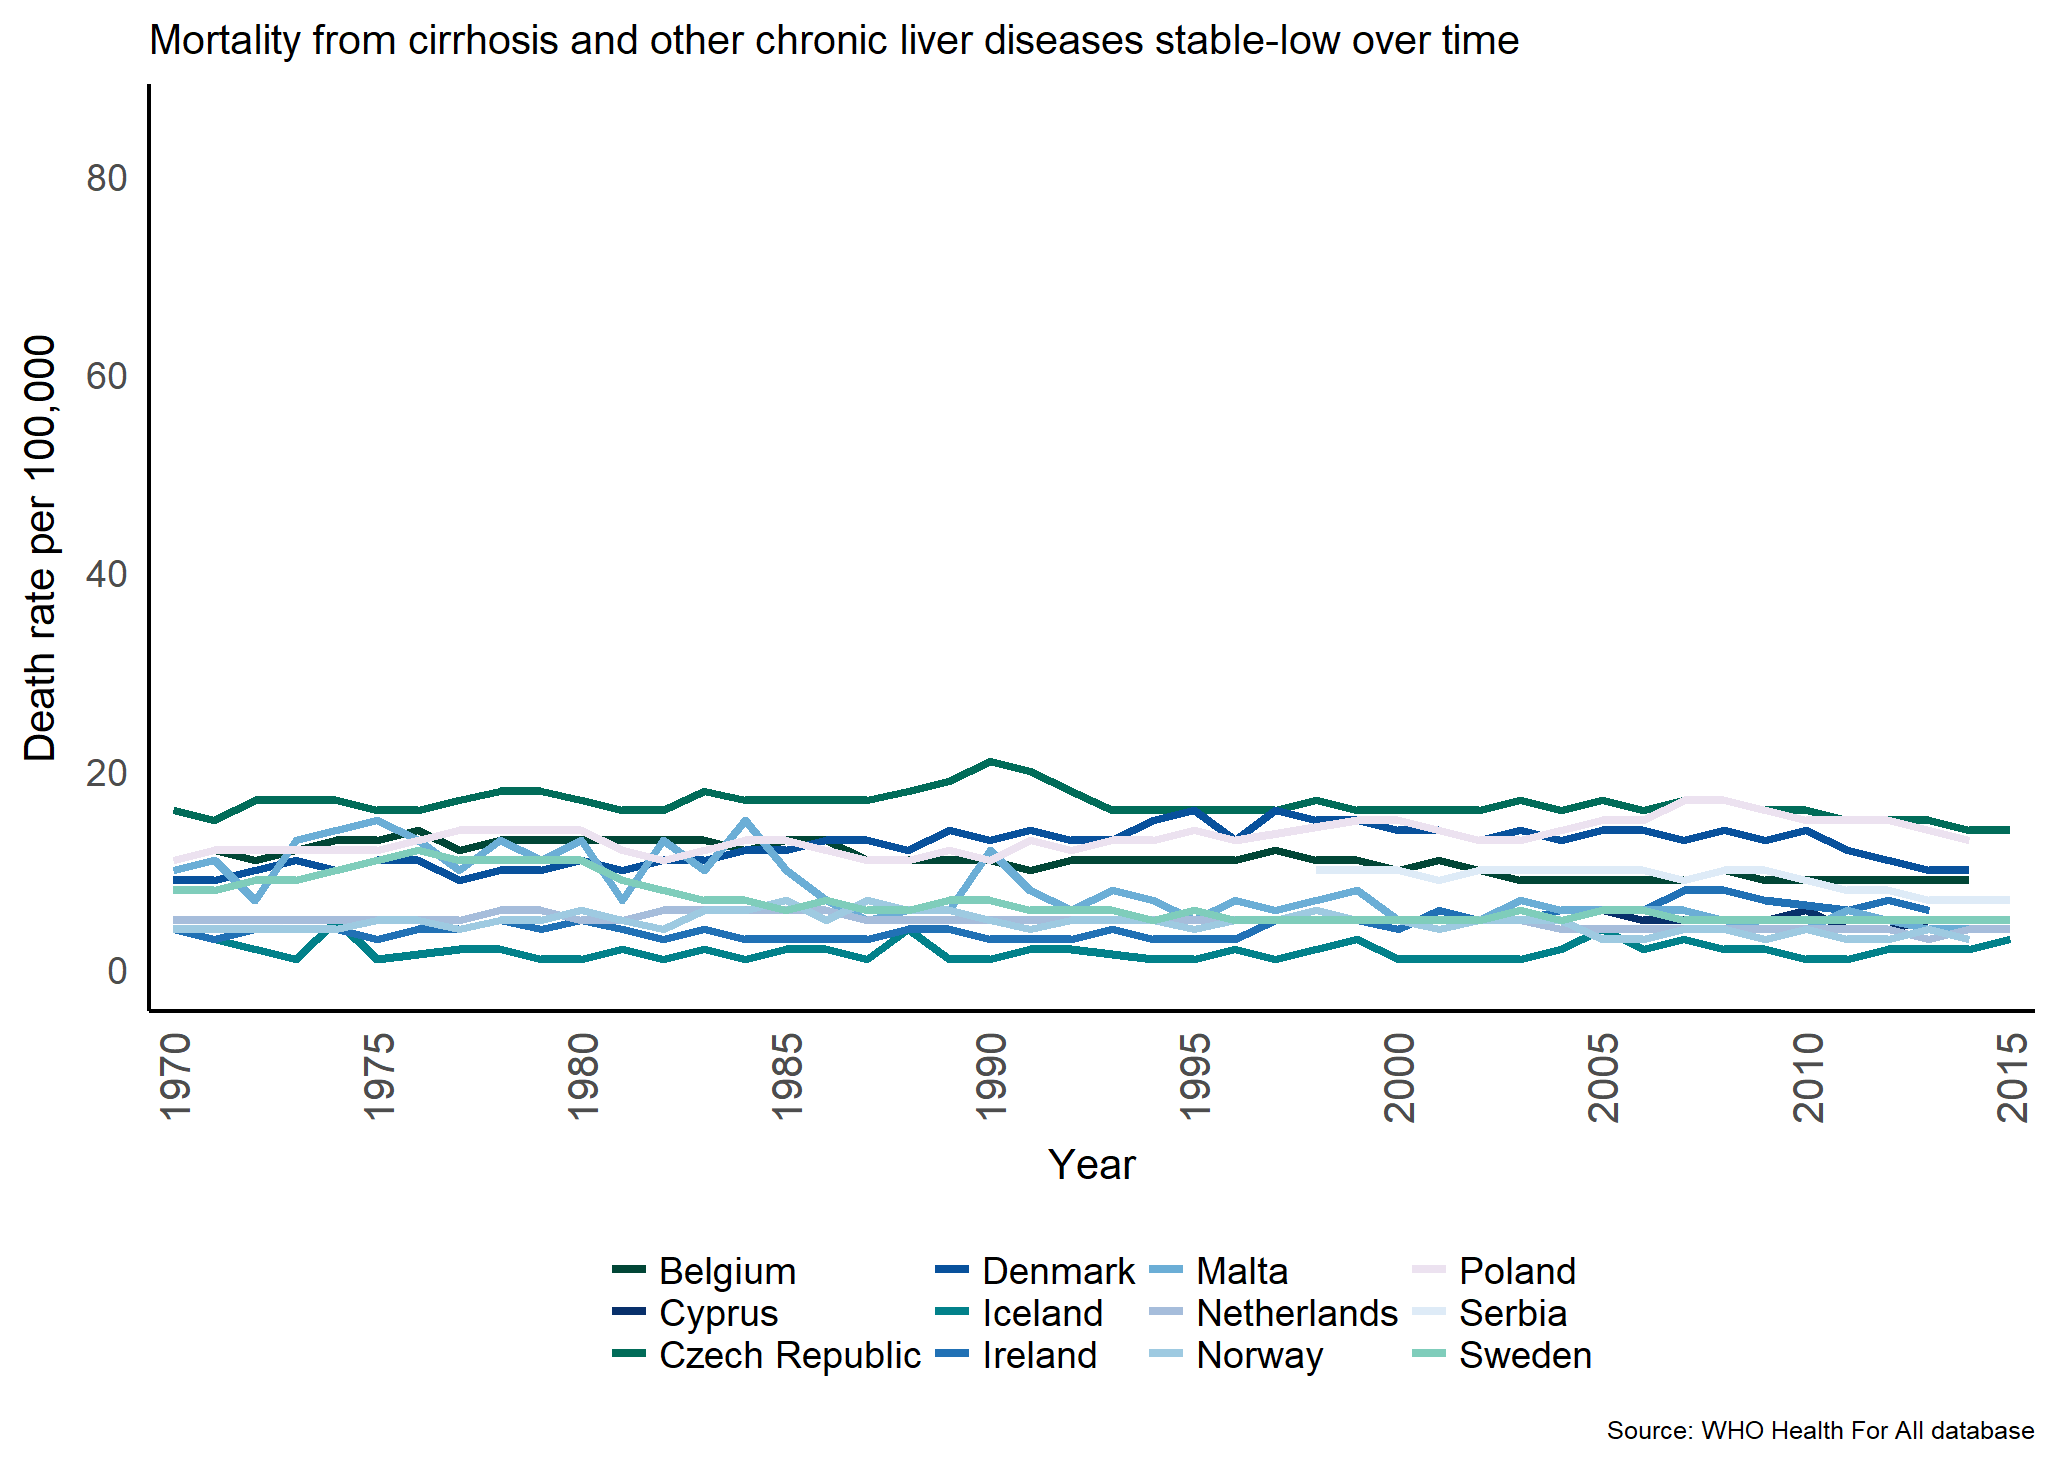 Mortality from cirrhosis and other chronic liver diseases stable-low over time
Death rate per 100,000
80
60
40
20
0
1970 1975 1980 1985 1990 1995 2000 2005 2010 2015
Year
Belgium Denmark Malta Poland
Cyprus Iceland Netherlands Serbia
Czech Republic Ireland Norway Sweden
Source: WHO Health For All database